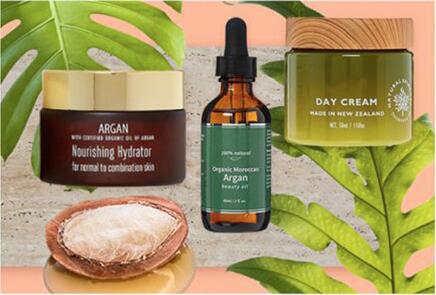 ARGAN
WITH CERTIFIED ORGANIC OIL OF ARGAN
Nourishing Hydrator
for normal to combination skin
100% natural
Organic Moroccan
Argan
beauty oil
DAY CREAM
MADE IN NEW ZEALAND